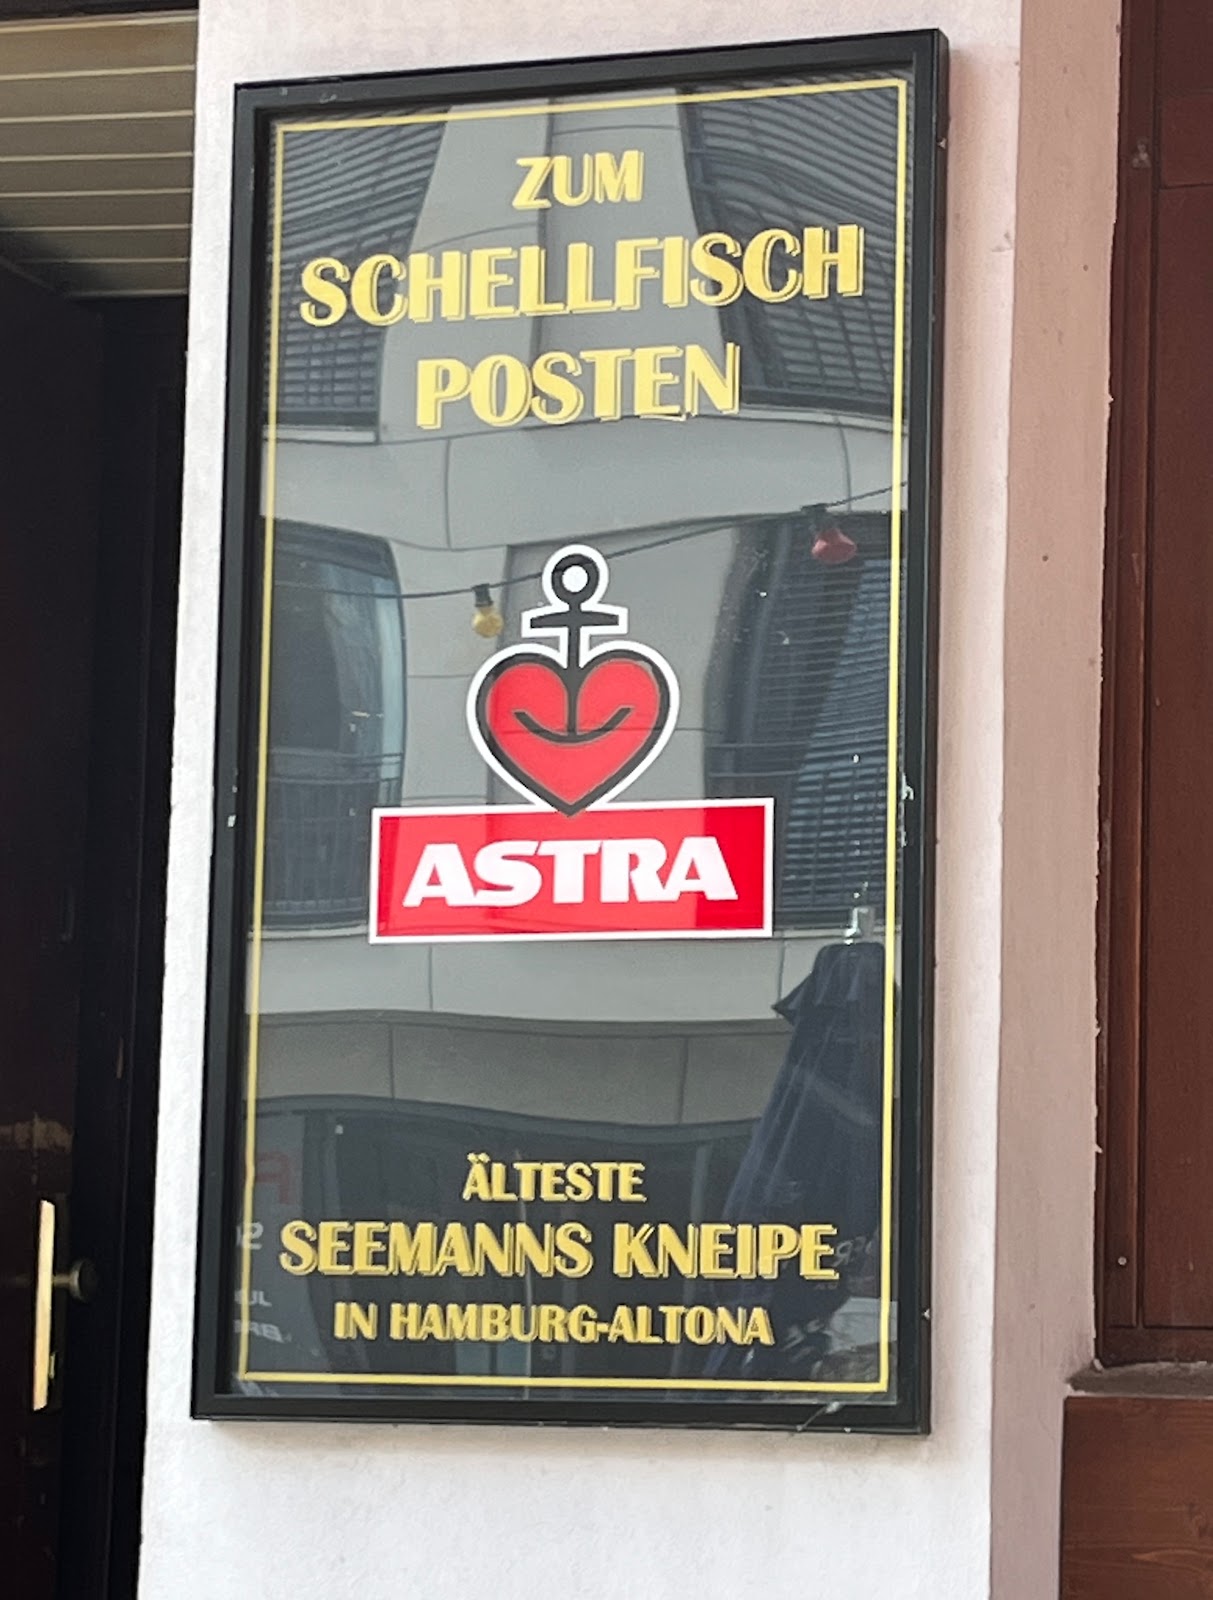 ZUM
SCHELLFISCH
POSTEN
ASTRA
ÄLTESTE
SEEMANNS KNEIPE
IN HAMBURG-ALTONA